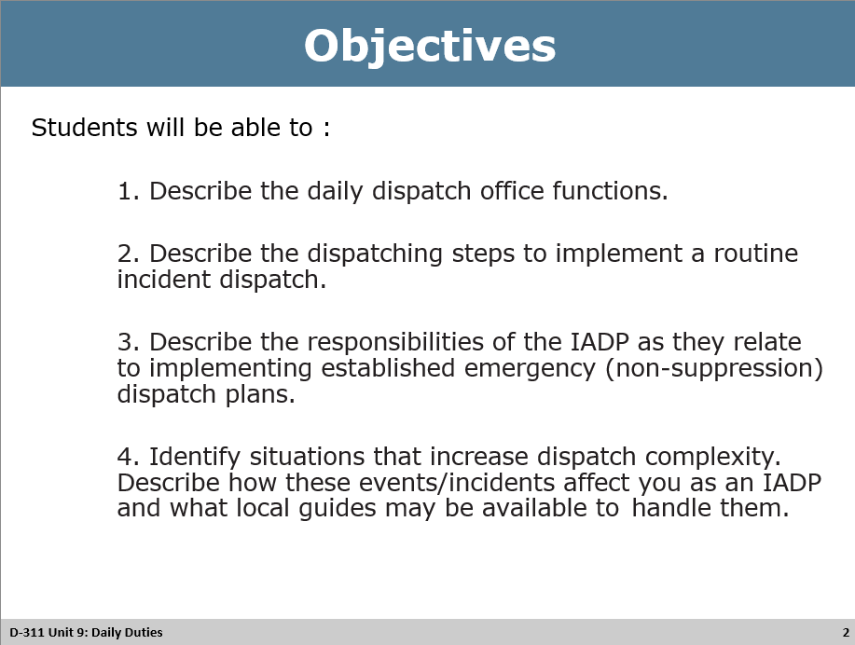 Objectives
Students will be able to :
1. Describe the daily dispatch office functions.
2. Describe the dispatching steps to implement a routine
incident dispatch.
3. Describe the responsibilities of the IADP as they relate
to implementing established emergency (non-suppression)
dispatch plans.
4. Identify situations that increase dispatch complexity.
Describe how these events/incidents affect you as an IADP
and what local guides may be available to handle them.
D-311 Unit 9: Daily Duties
2